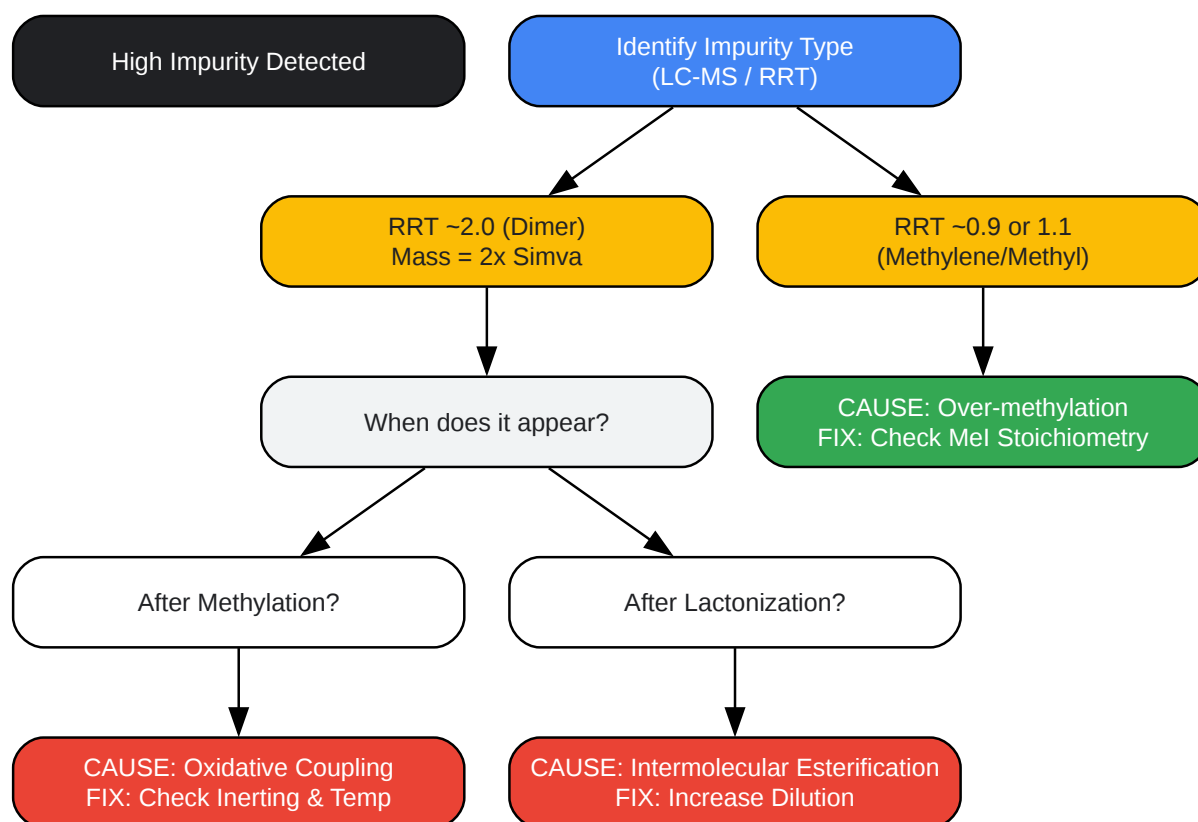 High Impurity Detected
Identify Impurity Type
(LC-MS / RRT)
RRT ~2.0 (Dimer)
Mass = 2x Simva
RRT ~0.9 or 1.1
(Methylene/Methyl)
When does it appear?
CAUSE: Over-methylation
FIX: Check MeI Stoichiometry
After Methylation?
After Lactonization?
CAUSE: Oxidative Coupling
FIX: Check Inerting & Temp
CAUSE: Intermolecular Esterification
FIX: Increase Dilution